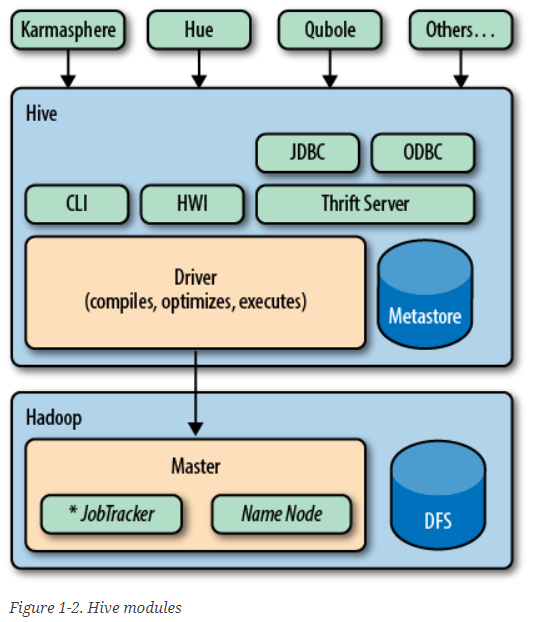 Karmasphere
Hue
Qubole
Others...
Hive
JDBC
ODBC
CLI
HWI
Thrift Server
Driver
(compiles, optimizes, executes)
Metastore
Hadoop
Master
* JobTracker
Name Node
DFS
Figure 1-2. Hive modules